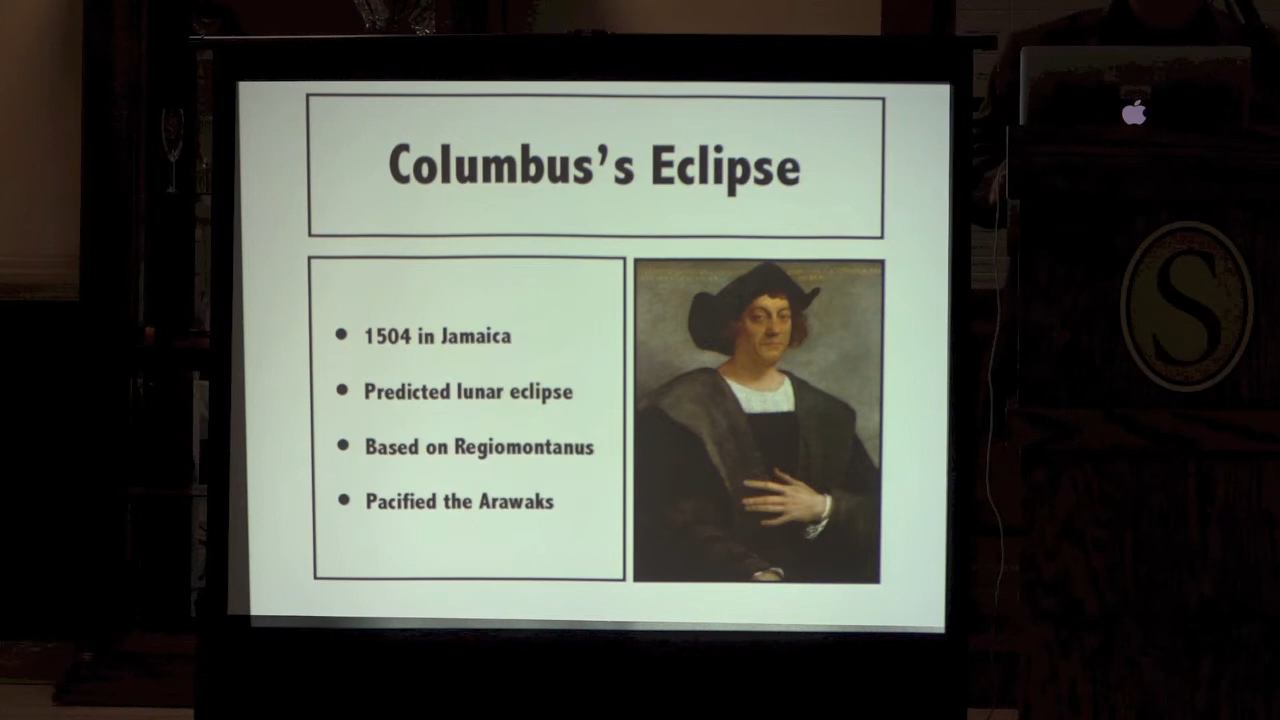 Columbus's Eclipse
• 1504 in Jamaica
• Predicted lunar eclipse
• Based on Regiomontanus
• Pacified the Arawaks
S